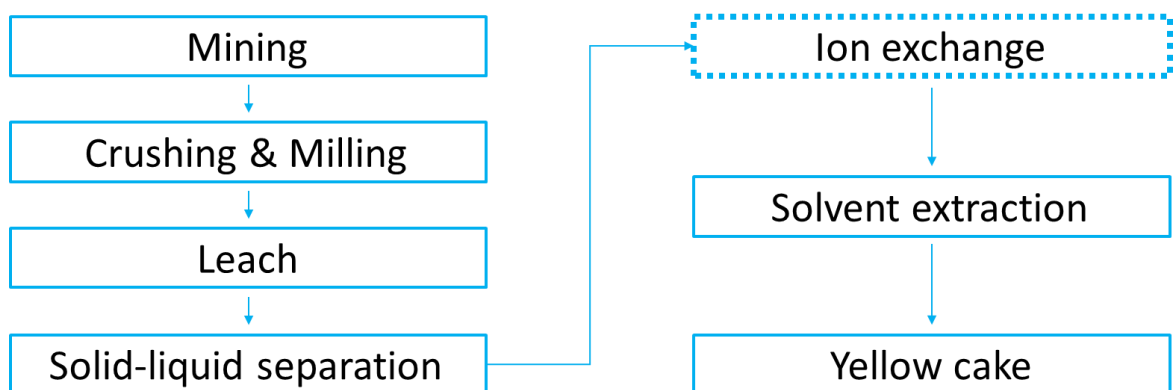 Mining
Crushing & Milling
Leach
Solid-liquid separation
Ion exchange
Solvent extraction
Yellow cake